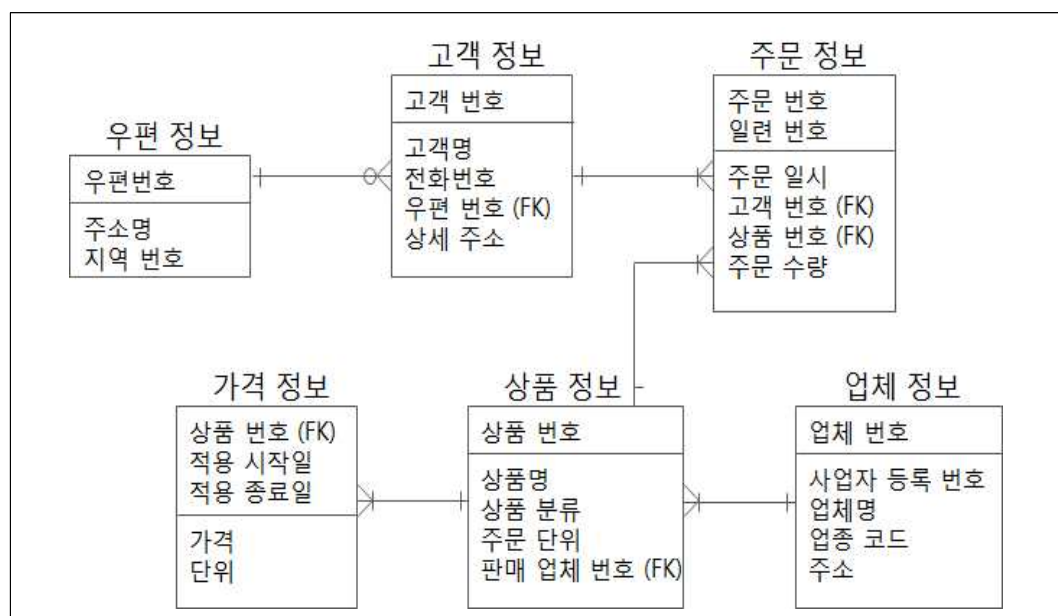 고객 정보
고객 번호
고객명
전화번호
우편 번호 (FK)
상세 주소
주문 정보
주문 번호
일련 번호
주문 일시
고객 번호 (FK)
상품 번호 (FK)
주문 수량
우편 정보
우편번호
주소명
지역 번호
가격 정보
상품 번호 (FK)
적용 시작일
적용 종료일
가격
단위
상품 정보
상품 번호
상품명
상품 분류
주문 단위
판매 업체 번호 (FK)
업체 정보
업체 번호
사업자 등록 번호
업체명
업종 코드
주소